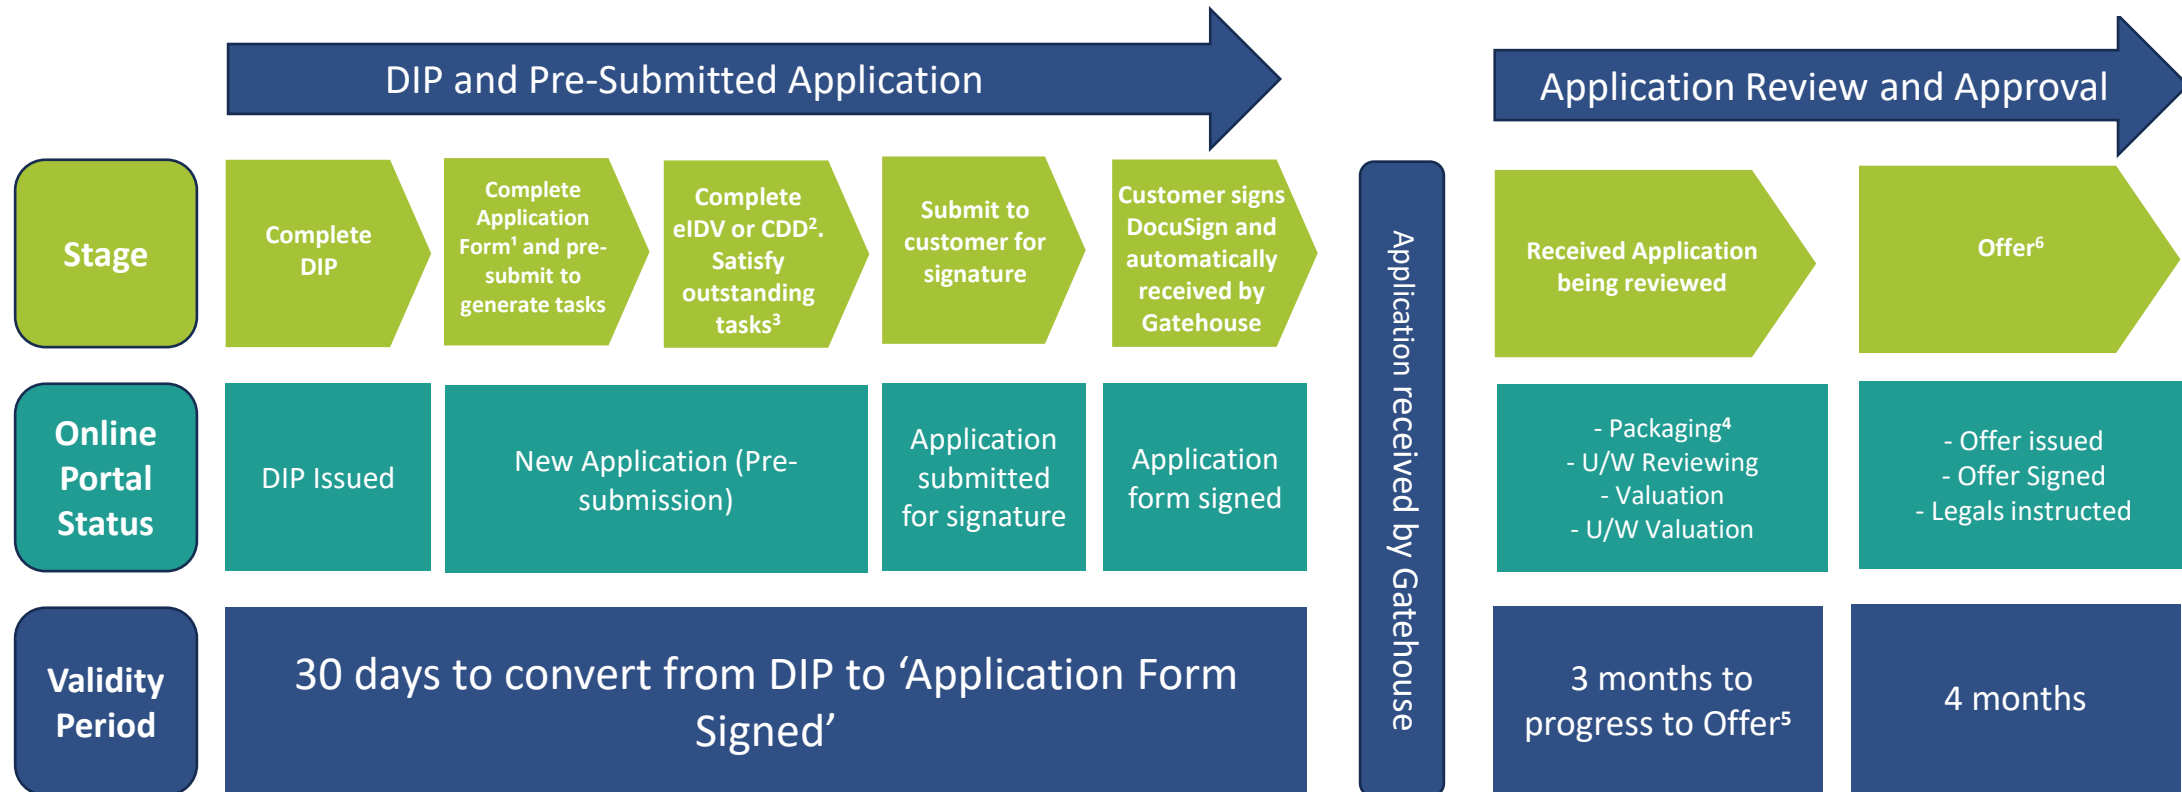 DIP and Pre-Submitted Application
Application Review and Approval
Stage
Complete
DIP
Complete
Application
Form¹ and pre-
submit to
generate tasks
Complete
eIDV or CDD².
Satisfy
outstanding
tasks³
Submit to
customer for
signature
Customer signs
DocuSign and
automatically
received by
Gatehouse
Application received by Gatehouse
Received Application
being reviewed
Offer⁶
Online
Portal
Status
DIP Issued
New Application (Pre-
submission)
Application
submitted
for signature
Application
form signed
- Packaging⁴
- U/W Reviewing
- Valuation
- U/W Valuation
- Offer issued
- Offer Signed
- Legals instructed
Validity
Period
30 days to convert from DIP to ‘Application Form
Signed’
3 months to
progress to Offer⁵
4 months